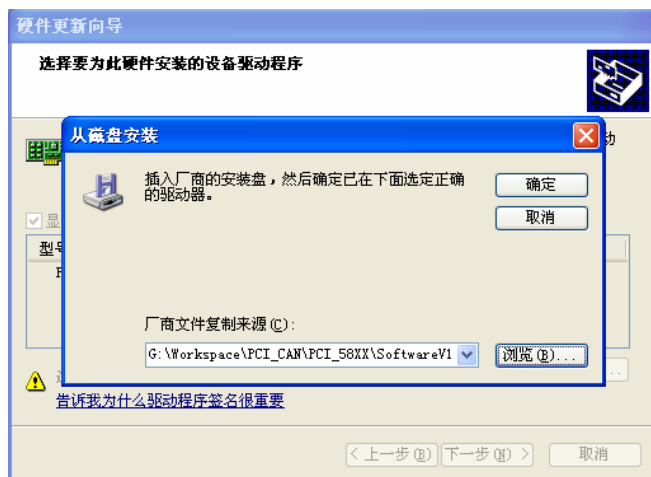 硬件更新向导
选择要为此硬件安装的设备驱动程序
从磁盘安装
插入厂商的安装盘，然后确定已在下面选定正确
的驱动器。
确定
取消
显
型号
厂商文件复制来源(C):
G:\Workspace\PCI_CAN\PCI_58XX\SoftwareV1
浏览(B)...
告诉我为什么驱动程序签名很重要
<上一步(B)
下一步(N) >
取消